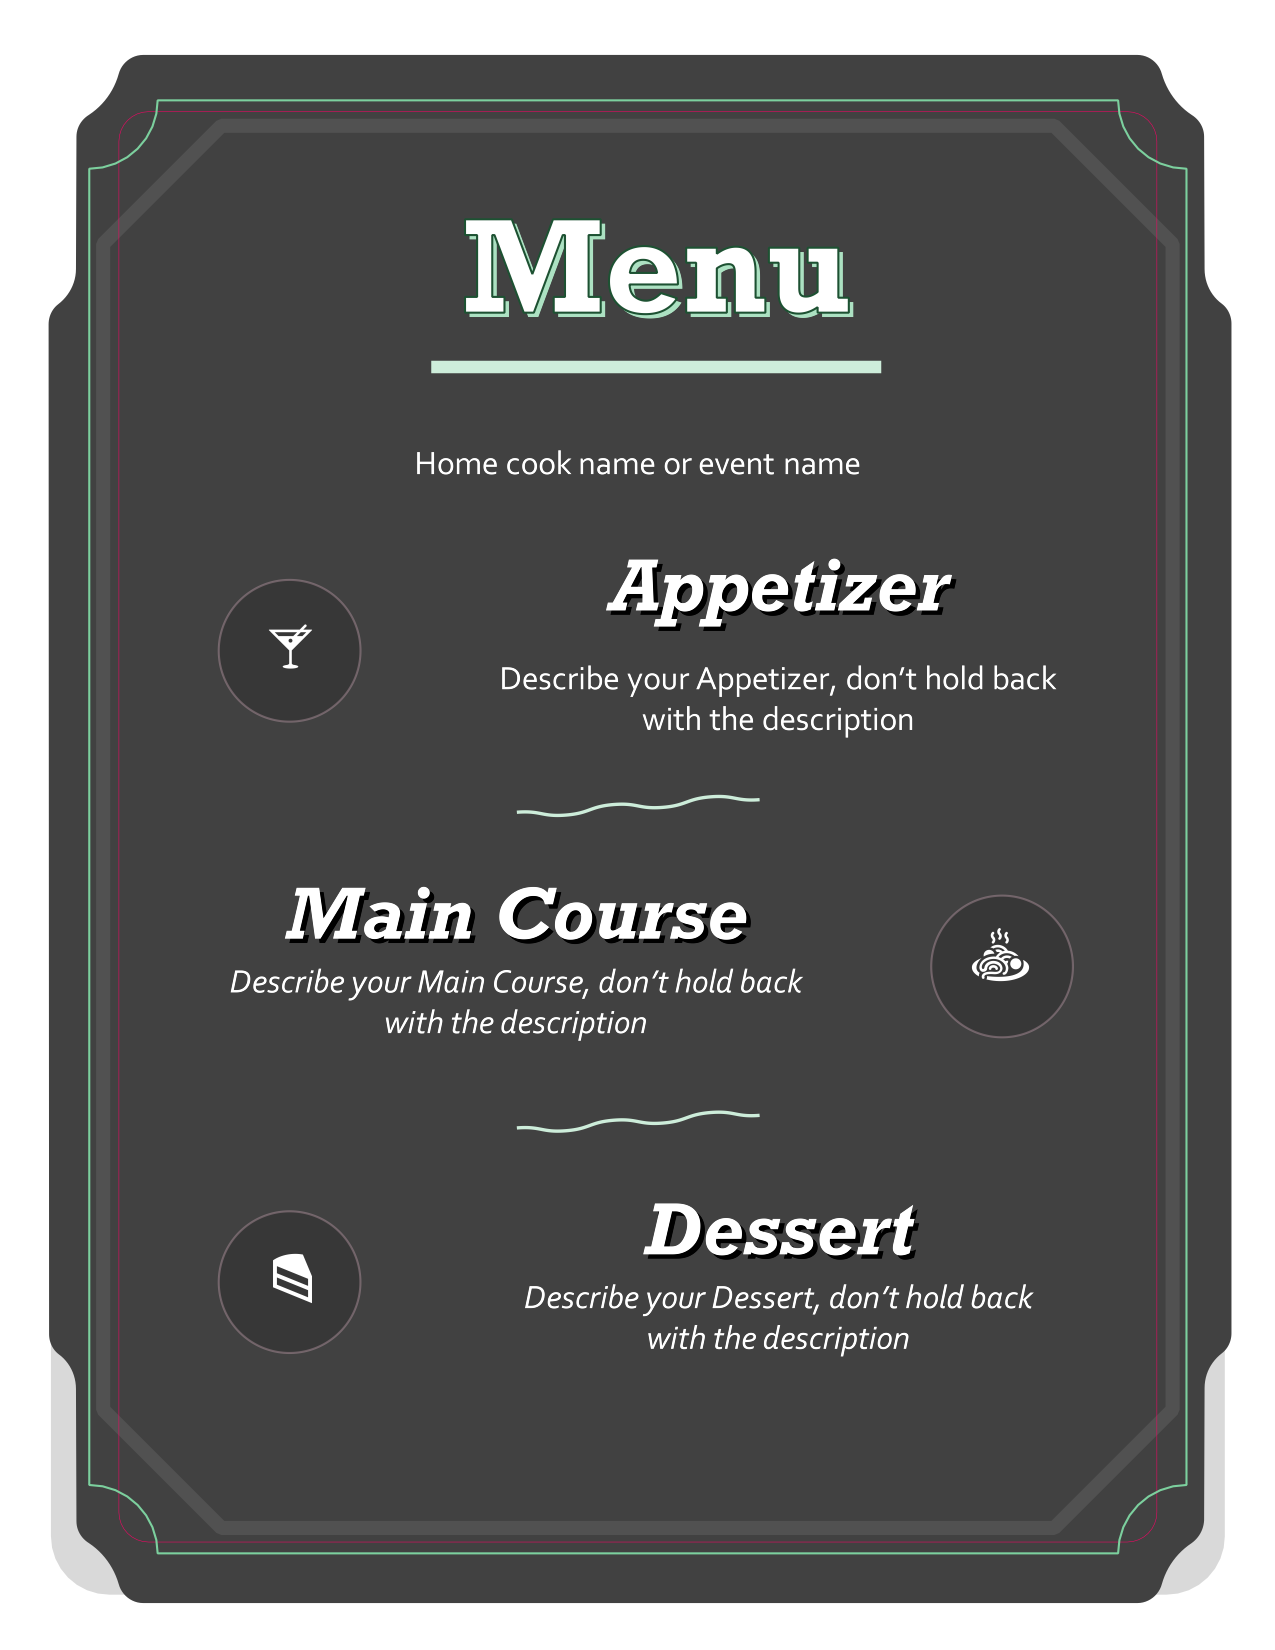 Menu
Home cook name or event name
Appetizer
Describe your Appetizer, don’t hold back
with the description
Main Course
Describe your Main Course, don’t hold back
with the description
Dessert
Describe your Dessert, don’t hold back
with the description